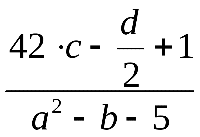 42 ·c − d/2 + 1
a² − b − 5